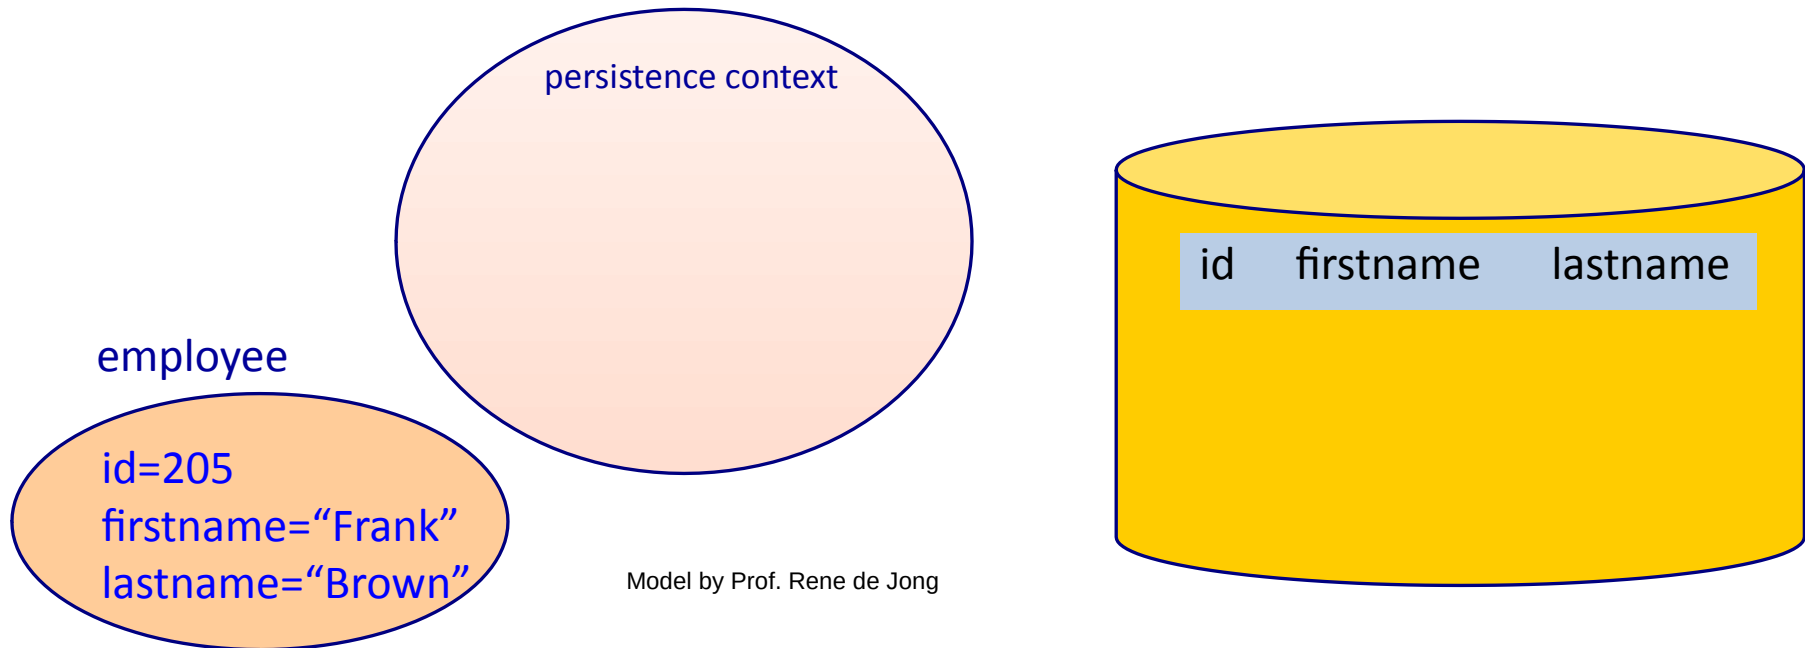 persistence context
id firstname lastname
employee
id=205
firstname=“Frank”
lastname=“Brown”
Model by Prof. Rene de Jong